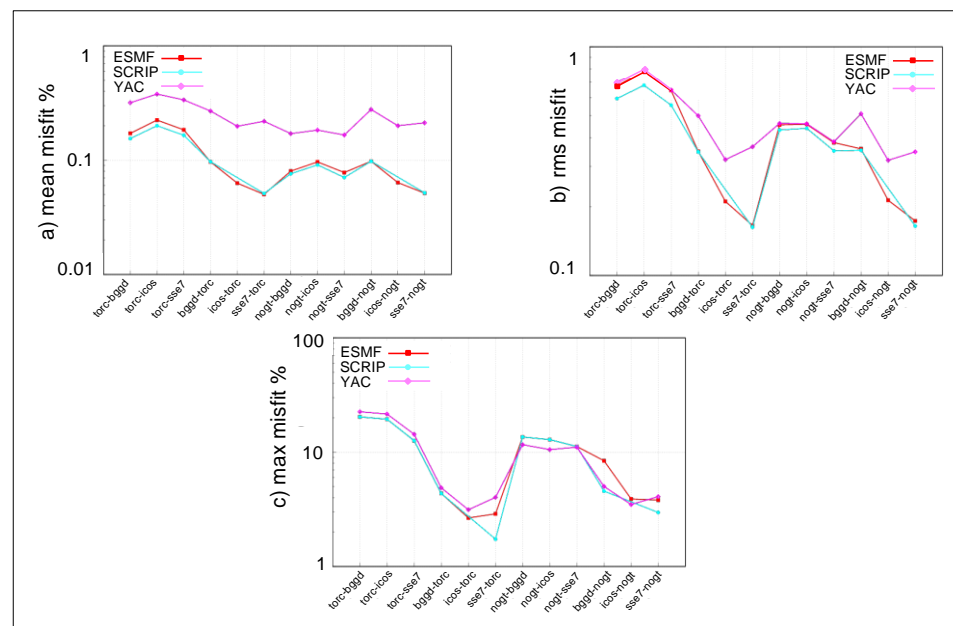 1
ESMF
SCRIP
YAC
0.1
0.01
a) mean misfit %
torc-bggd
torc-icos
torc-sse7
bggd-torc
icos-torc
sse7-torc
nogt-bggd
nogt-icos
nogt-sse7
bggd-nogt
icos-nogt
sse7-nogt
1
ESMF
SCRIP
YAC
0.1
b) rms misfit
torc-bggd
torc-icos
torc-sse7
bggd-torc
icos-torc
sse7-torc
nogt-bggd
nogt-icos
nogt-sse7
bggd-nogt
icos-nogt
sse7-nogt
100
ESMF
SCRIP
YAC
10
1
c) max misfit %
torc-bggd
torc-icos
torc-sse7
bggd-torc
icos-torc
sse7-torc
nogt-bggd
nogt-icos
nogt-sse7
bggd-nogt
icos-nogt
sse7-nogt